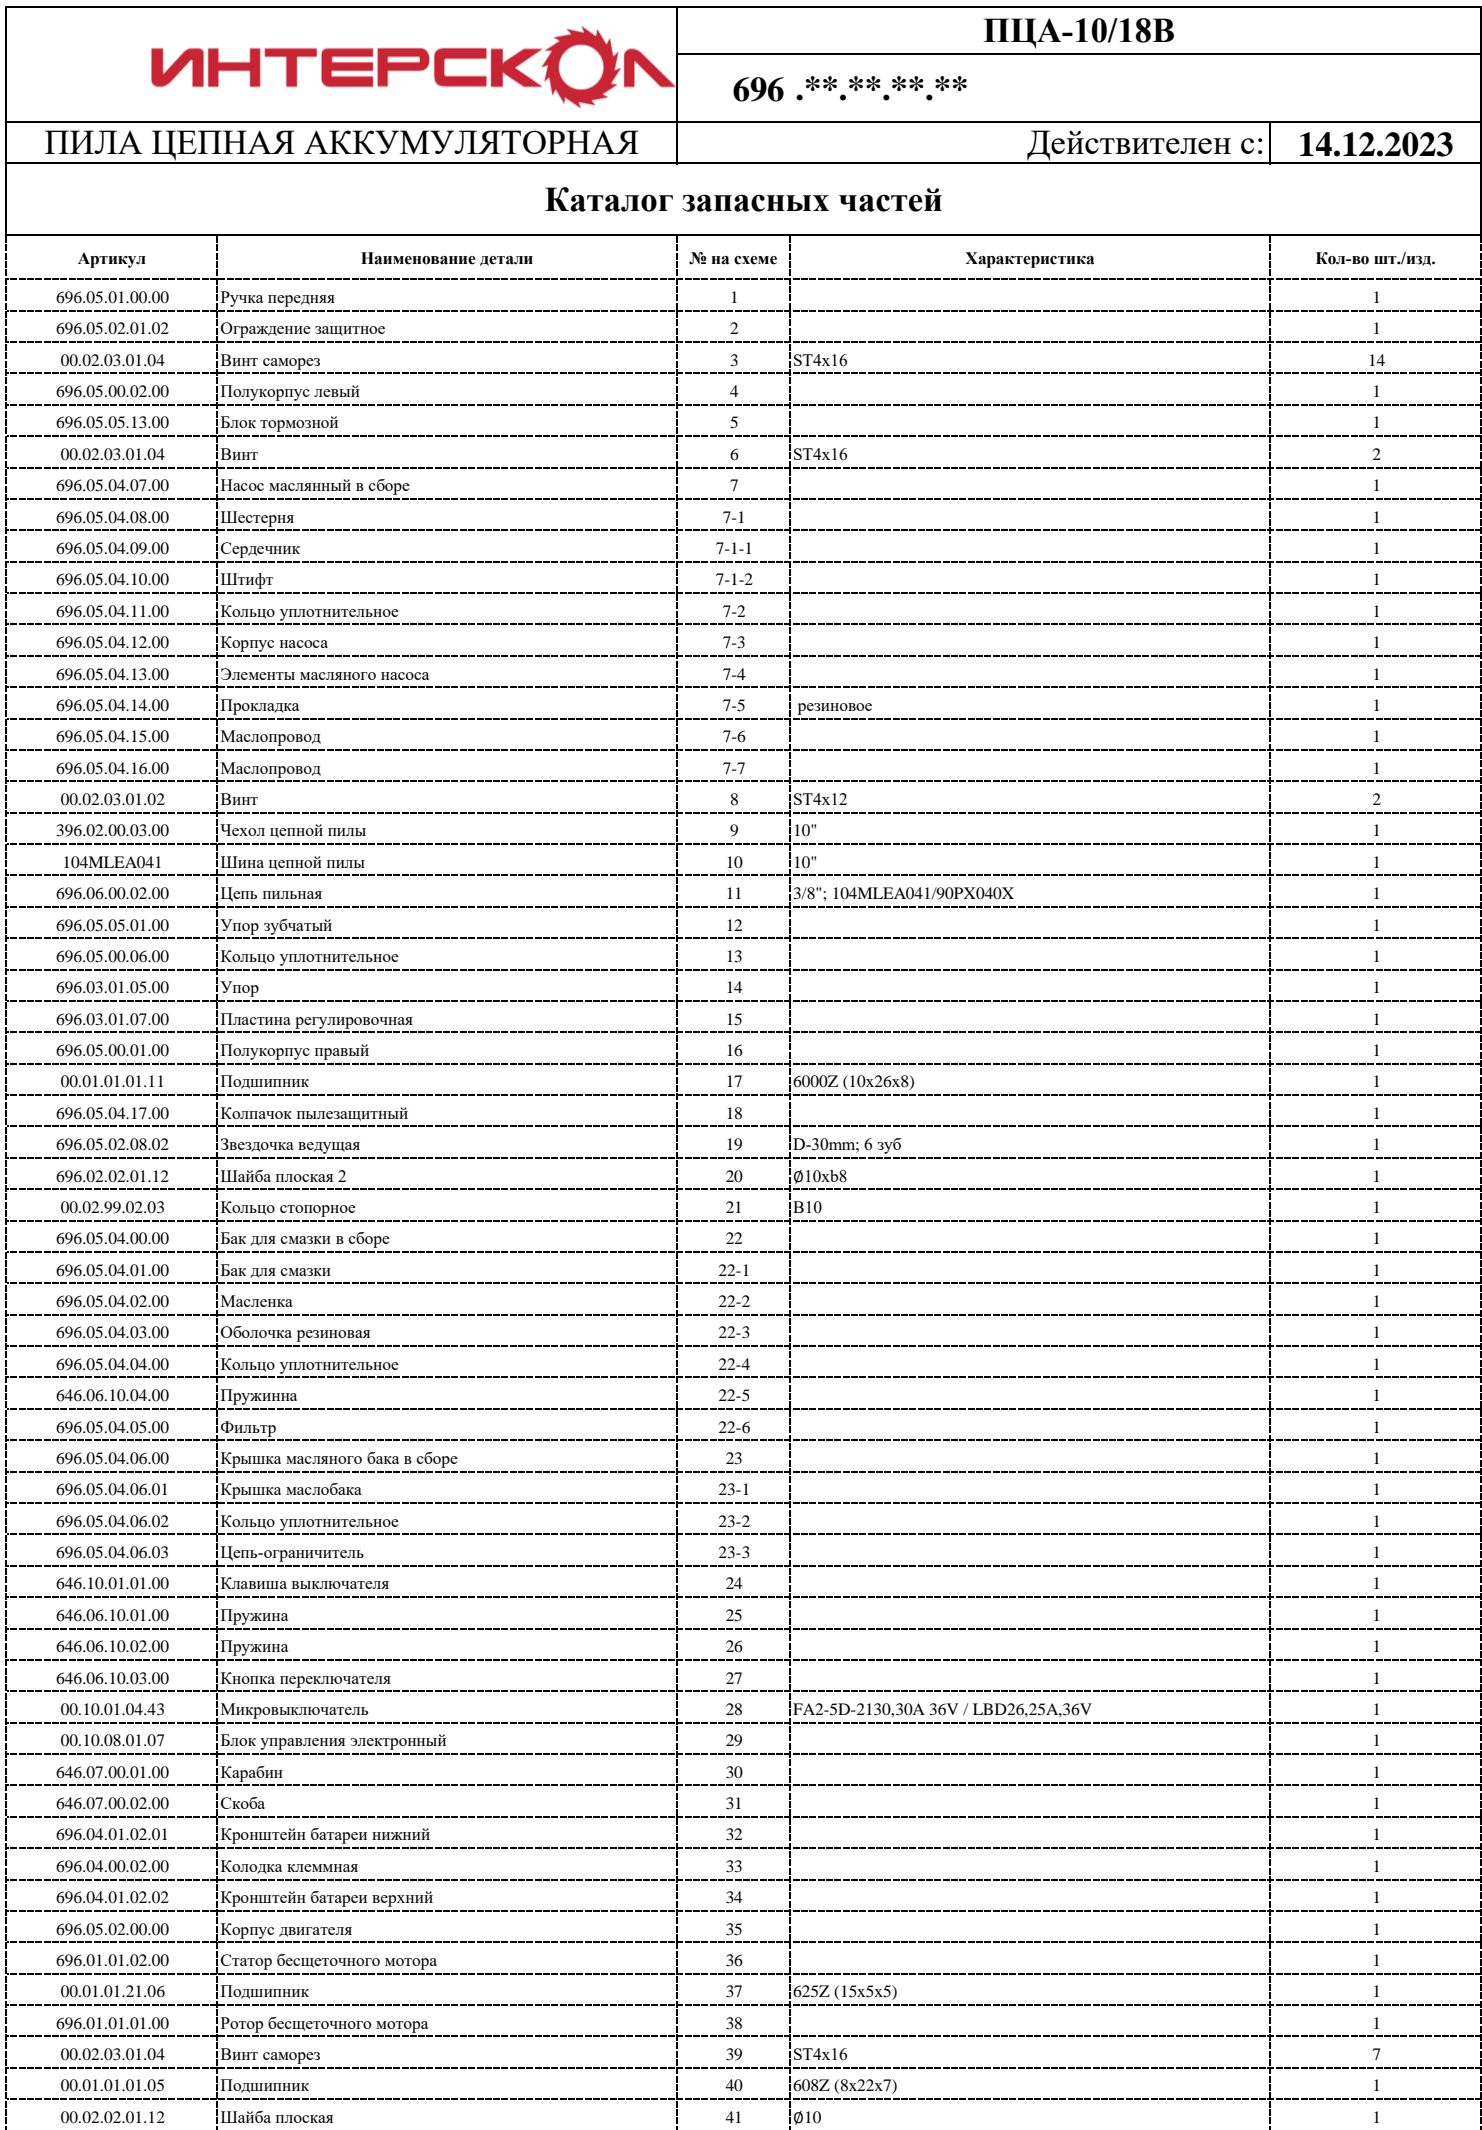 ИНТЕРСКОЛ
ПЦА-10/18В
696 .**.**.**.**
ПИЛА ЦЕПНАЯ АККУМУЛЯТОРНАЯ Действителен с: 14.12.2023
Каталог запасных частей
Артикул Наименование детали № на схеме Характеристика Кол-во шт./изд.
696.05.01.00.00 Ручка передняя 1 1
696.05.02.01.02 Ограждение защитное 2 1
00.02.03.01.04 Винт саморез 3 ST4x16 14
696.05.00.02.00 Полукорпус левый 4 1
696.05.05.13.00 Блок тормозной 5 1
00.02.03.01.04 Винт 6 ST4x16 2
696.05.04.07.00 Насос маслянный в сборе 7 1
696.05.04.08.00 Шестерня 7-1 1
696.05.04.09.00 Сердечник 7-1-1 1
696.05.04.10.00 Штифт 7-1-2 1
696.05.04.11.00 Кольцо уплотнительное 7-2 1
696.05.04.12.00 Корпус насоса 7-3 1
696.05.04.13.00 Элементы масляного насоса 7-4 1
696.05.04.14.00 Прокладка 7-5 резиновое 1
696.05.04.15.00 Маслопровод 7-6 1
696.05.04.16.00 Маслопровод 7-7 1
00.02.03.01.02 Винт 8 ST4x12 2
396.02.00.03.00 Чехол цепной пилы 9 10" 1
104MLEA041 Шина цепной пилы 10 10" 1
696.06.00.02.00 Цепь пильная 11 3/8"; 104MLEA041/90PX040X 1
696.05.05.01.00 Упор зубчатый 12 1
696.05.00.06.00 Кольцо уплотнительное 13 1
696.03.01.05.00 Упор 14 1
696.03.01.07.00 Пластина регулировочная 15 1
696.05.00.01.00 Полукорпус правый 16 1
00.01.01.01.11 Подшипник 17 6000Z (10x26x8) 1
696.05.04.17.00 Колпачок пылезащитный 18 1
696.05.02.08.02 Звездочка ведущая 19 D-30mm; 6 зуб 1
696.02.02.01.12 Шайба плоская 2 20 Ø10xb8 1
00.02.99.02.03 Кольцо стопорное 21 B10 1
696.05.04.00.00 Бак для смазки в сборе 22 1
696.05.04.01.00 Бак для смазки 22-1 1
696.05.04.02.00 Масленка 22-2 1
696.05.04.03.00 Оболочка резиновая 22-3 1
696.05.04.04.00 Кольцо уплотнительное 22-4 1
646.06.10.04.00 Пружинна 22-5 1
696.05.04.05.00 Фильтр 22-6 1
696.05.04.06.00 Крышка масляного бака в сборе 23 1
696.05.04.06.01 Крышка маслобака 23-1 1
696.05.04.06.02 Кольцо уплотнительное 23-2 1
696.05.04.06.03 Цепь-ограничитель 23-3 1
646.10.01.01.00 Клавиша выключателя 24 1
646.06.10.01.00 Пружина 25 1
646.06.10.02.00 Пружина 26 1
646.06.10.03.00 Кнопка переключателя 27 1
00.10.01.04.43 Микровыключатель 28 FA2-5D-2130,30A 36V / LBD26,25A,36V 1
00.10.08.01.07 Блок управления электронный 29 1
646.07.00.01.00 Карабин 30 1
646.07.00.02.00 Скоба 31 1
696.04.01.02.01 Кронштейн батареи нижний 32 1
696.04.00.02.00 Колодка клеммная 33 1
696.04.01.02.02 Кронштейн батареи верхний 34 1
696.05.02.00.00 Корпус двигателя 35 1
696.01.01.02.00 Статор бесщеточного мотора 36 1
00.01.01.21.06 Подшипник 37 625Z (15x5x5) 1
696.01.01.01.00 Ротор бесщеточного мотора 38 1
00.02.03.01.04 Винт саморез 39 ST4x16 7
00.01.01.01.05 Подшипник 40 608Z (8x22x7) 1
00.02.02.01.12 Шайба плоская 41 Ø10 1